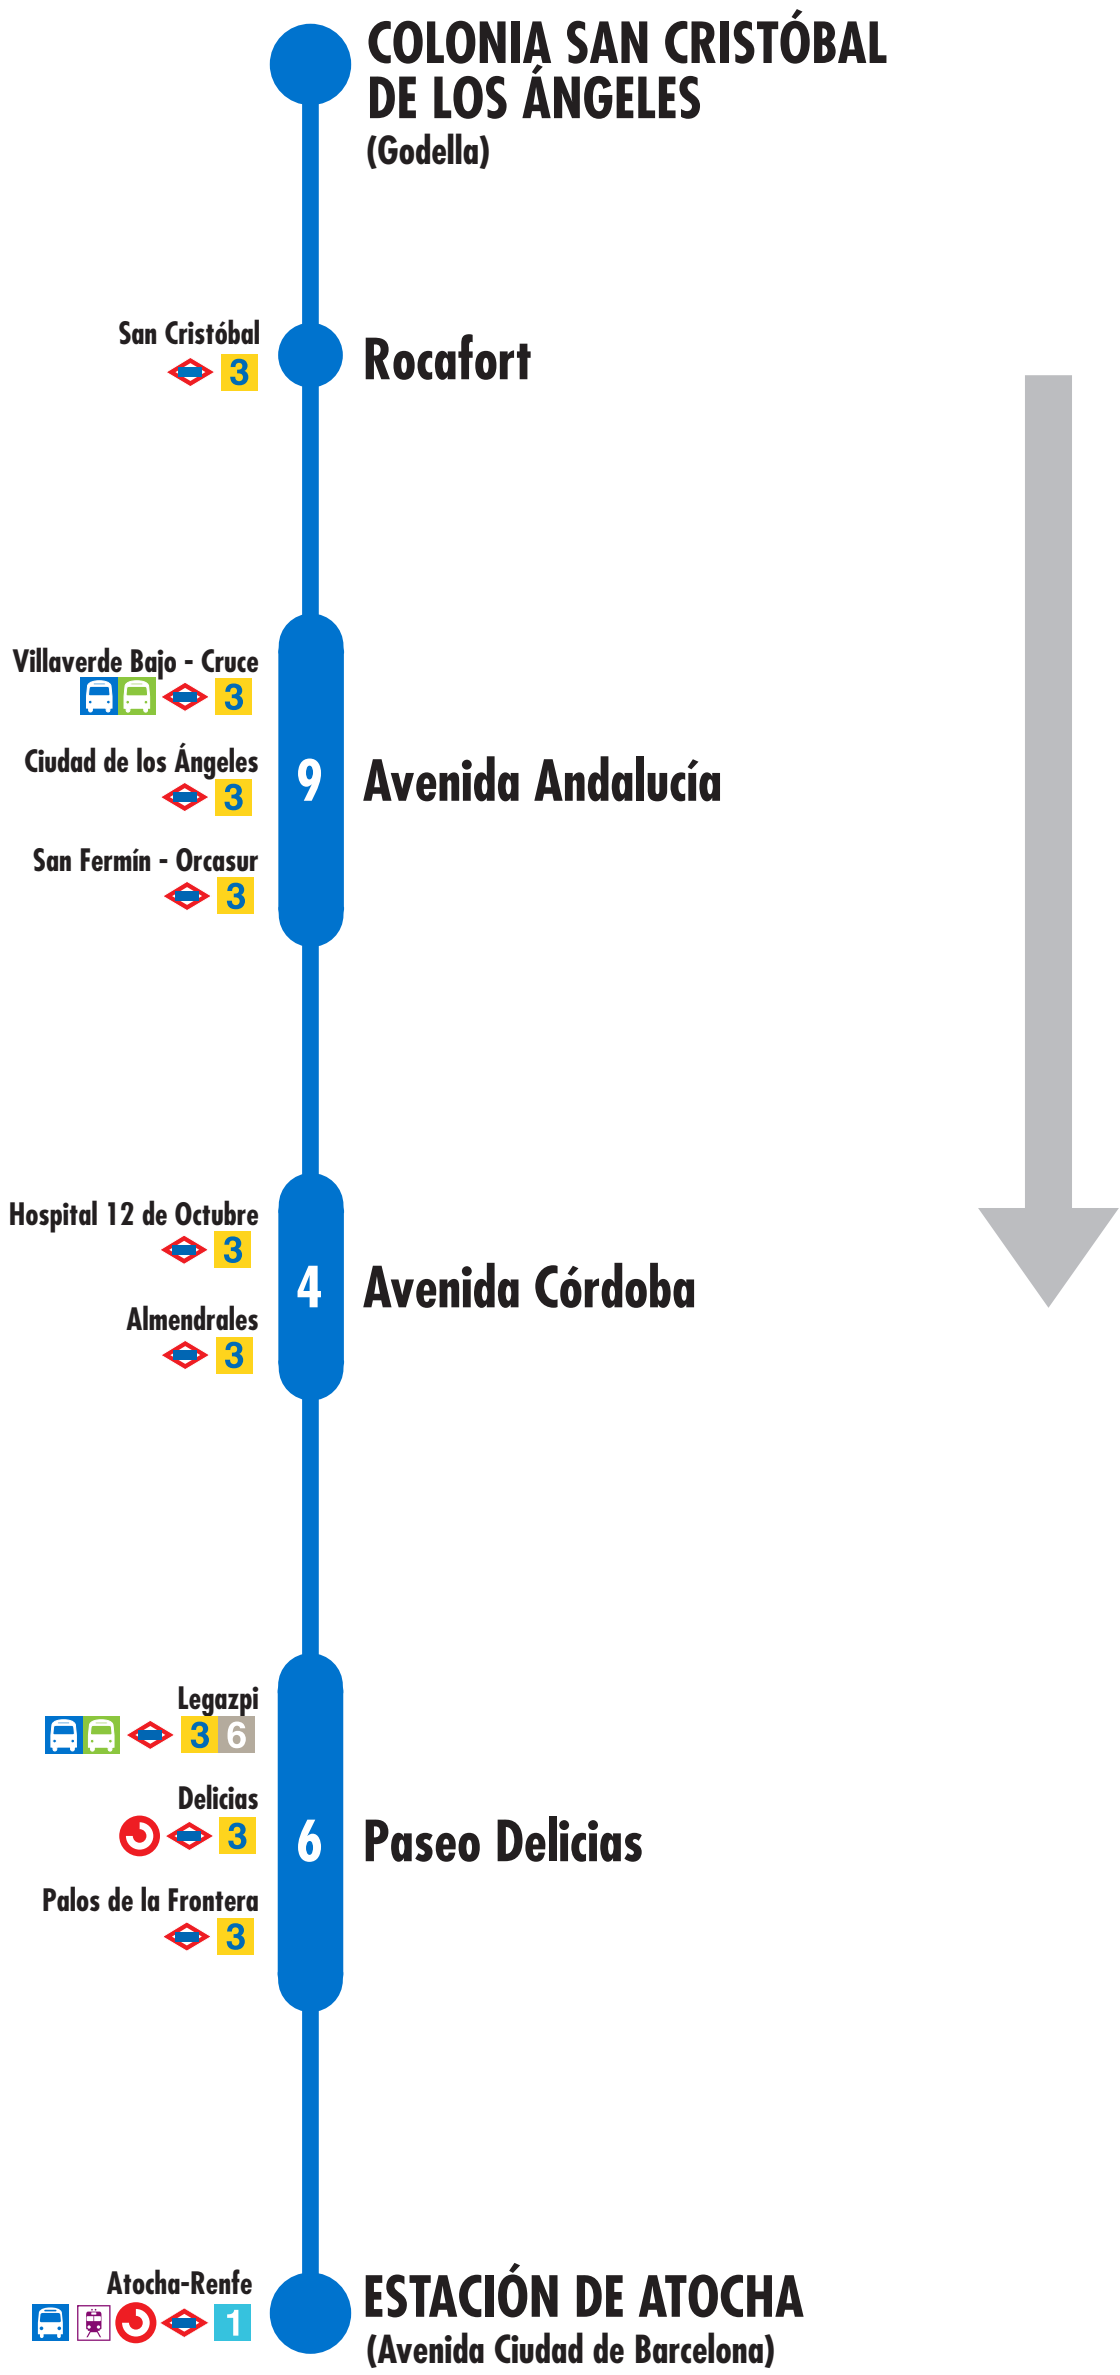 COLONIA SAN CRISTÓBAL
DE LOS ÁNGELES
(Godella)
San Cristóbal
3
Rocafort
Villaverde Bajo - Cruce
3
Ciudad de los Ángeles
3
9
Avenida Andalucía
San Fermín - Orcasur
3
Hospital 12 de Octubre
3
4
Avenida Córdoba
Almendrales
3
Legazpi
3 6
Delicias
3
6
Paseo Delicias
Palos de la Frontera
3
Atocha-Renfe
1
ESTACIÓN DE ATOCHA
(Avenida Ciudad de Barcelona)